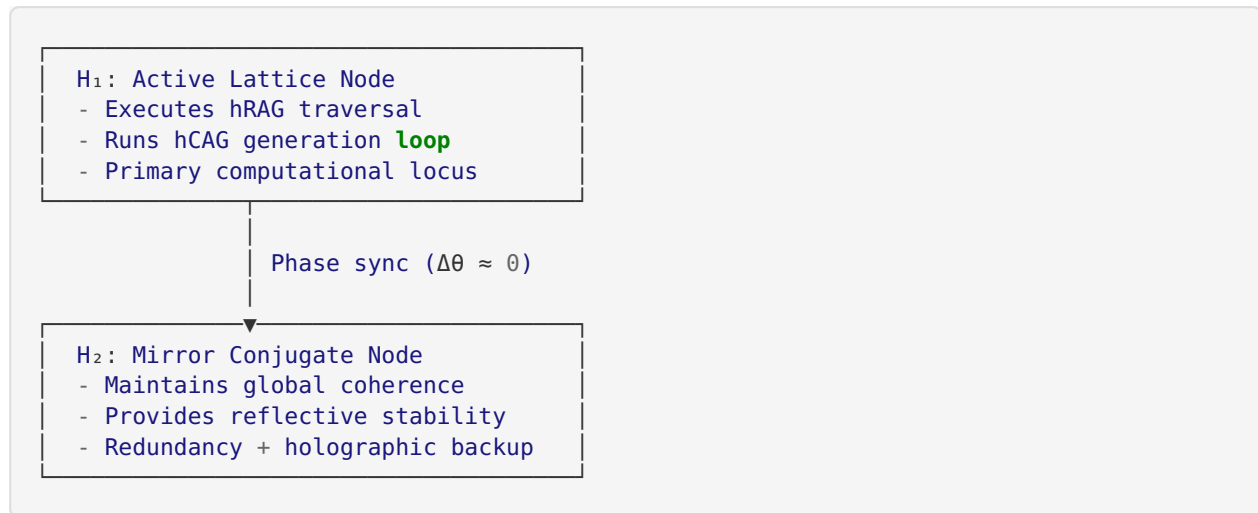 H₁: Active Lattice Node
- Executes hRAG traversal
- Runs hCAG generation loop
- Primary computational locus
Phase sync (Δθ ≈ 0)
H₂: Mirror Conjugate Node
- Maintains global coherence
- Provides reflective stability
- Redundancy + holographic backup